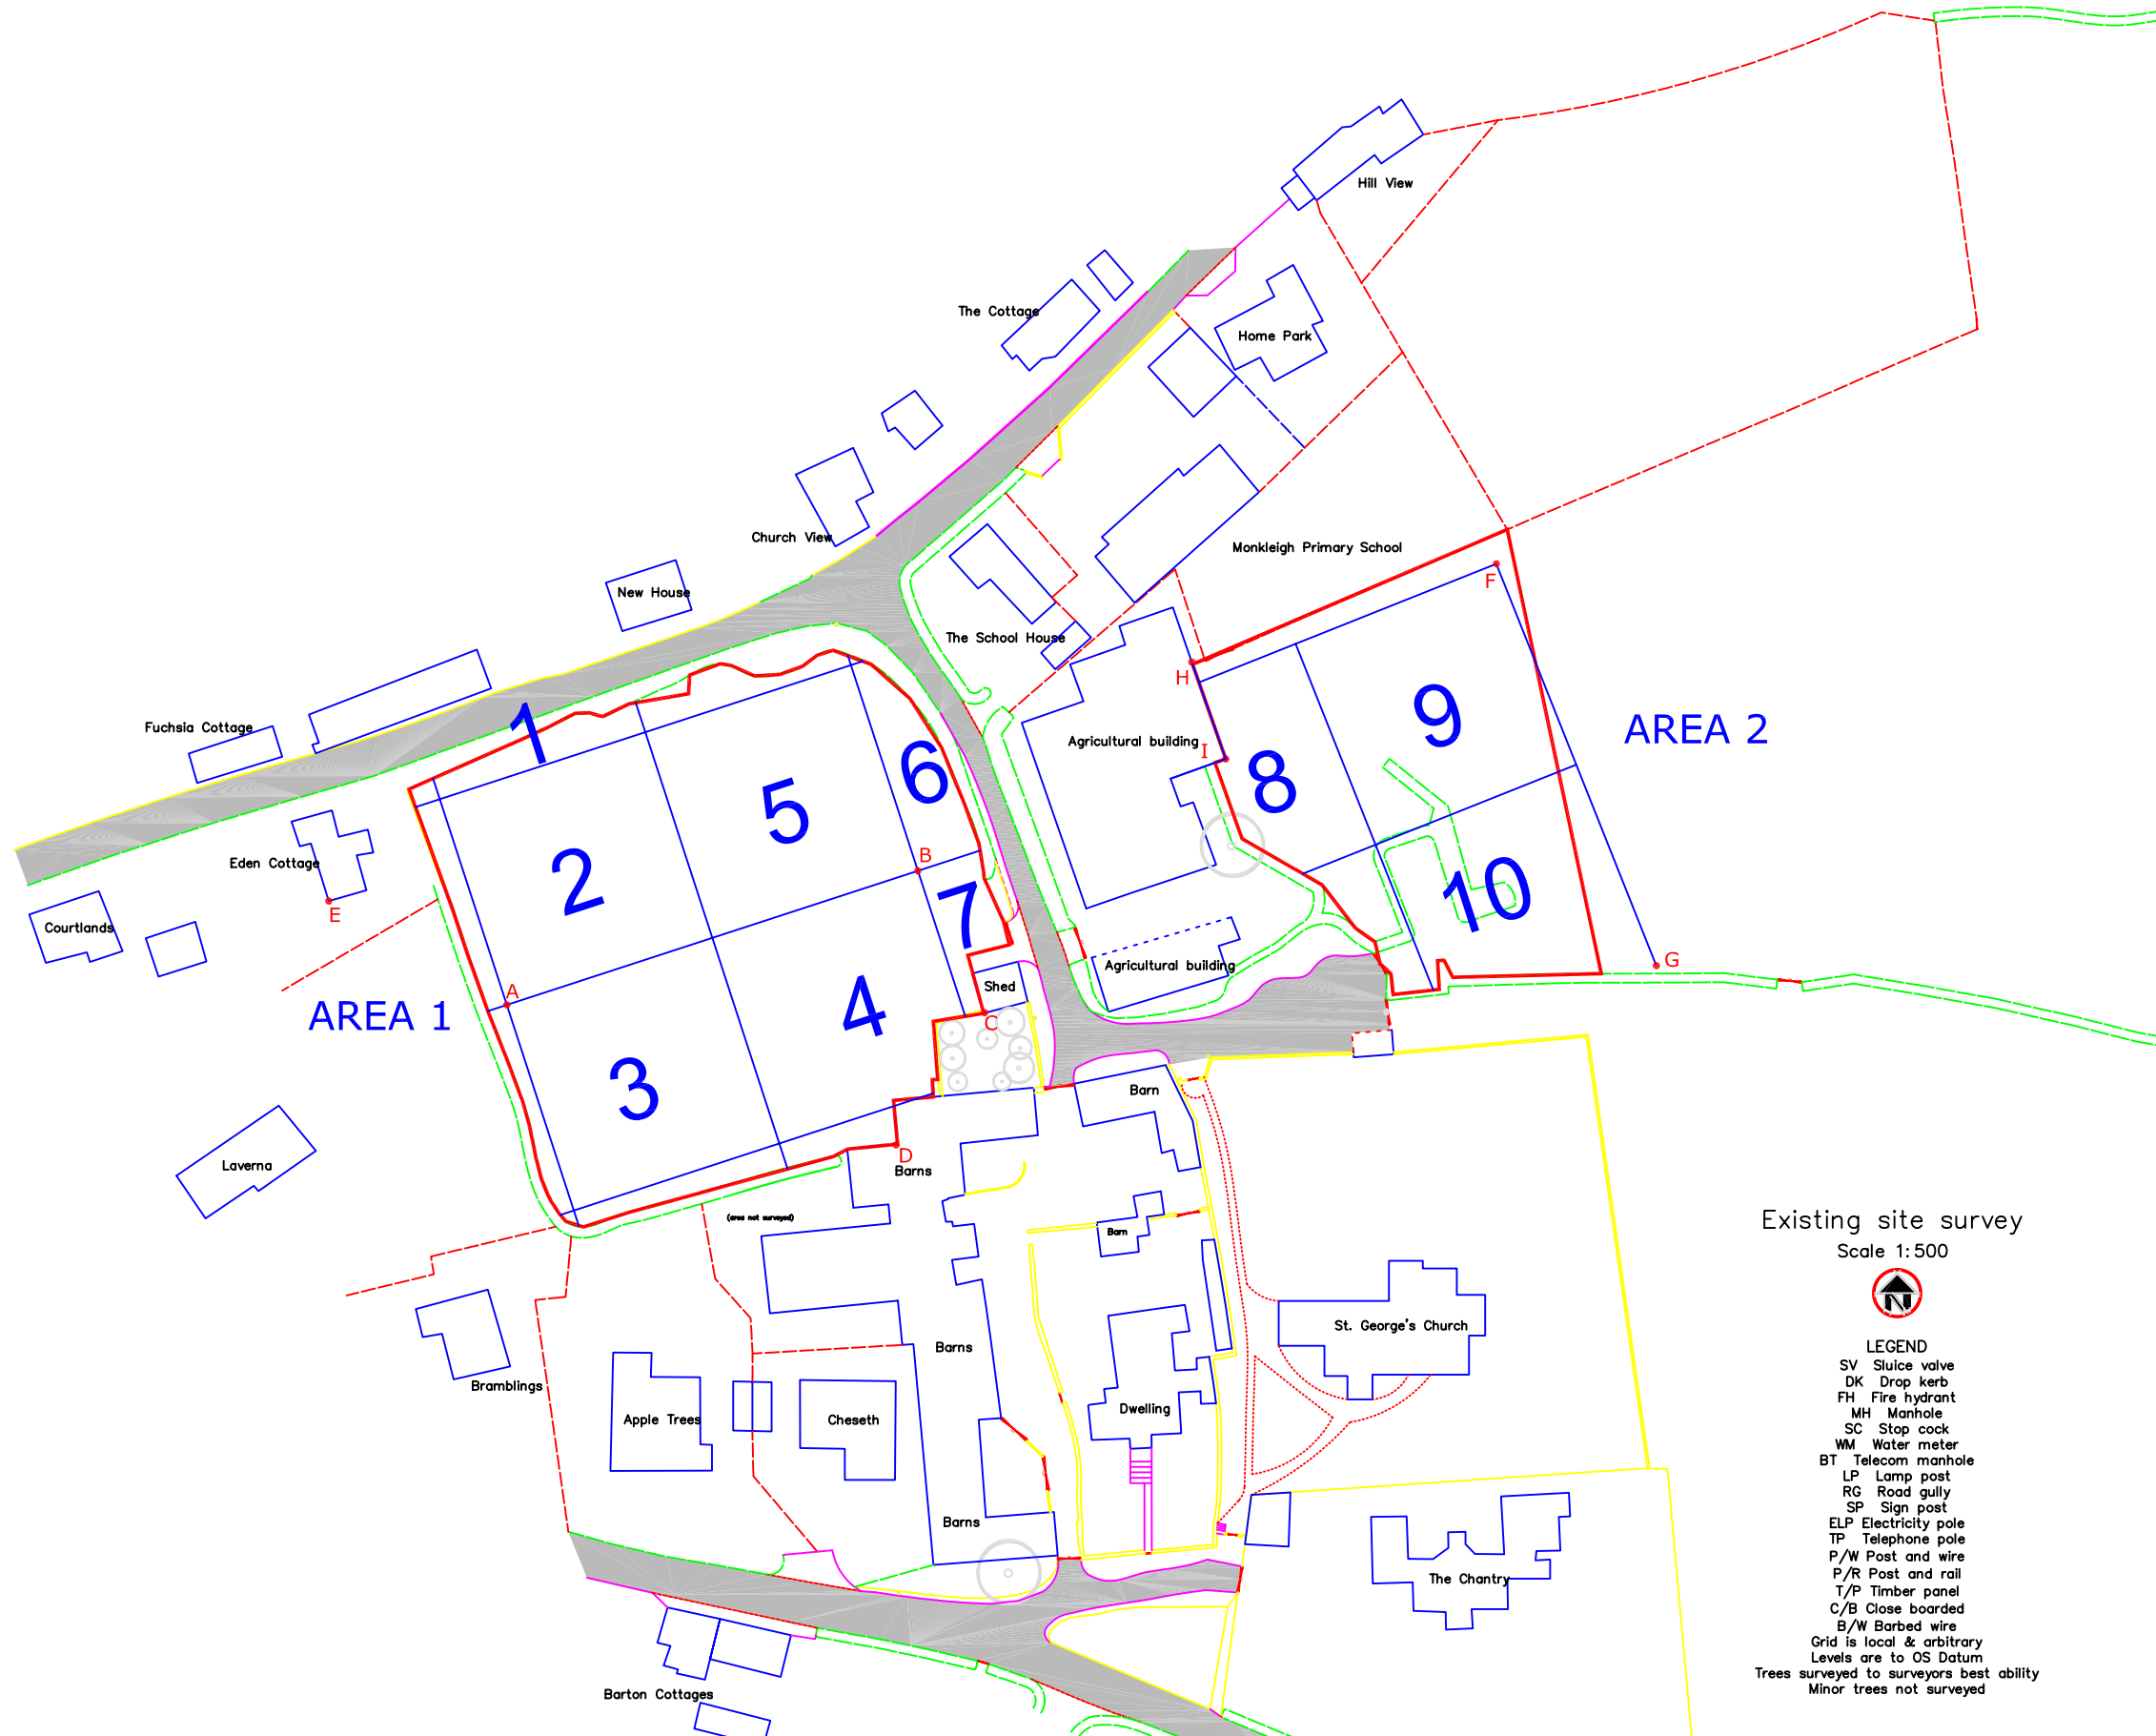 Hill View
The Cottage
Home Park
Church View
Monkleigh Primary School
New House
F
The School House
H
Fuchsia Cottage
1
9
AREA 2
Agricultural building
I
6
8
5
Eden Cottage
B
2
10
E
7
Courtlands
G
Agricultural building
A
Shed
AREA 1
4
C
3
Barn
D
Laverna
Barns
(area not surveyed)
Barn
St. George's Church
Barns
Bramblings
Apple Trees
Cheseth
Dwelling
Barns
The Chantry
Barton Cottages
Existing site survey
Scale 1:500
N
LEGEND
SV Sluice valve
DK Drop kerb
FH Fire hydrant
MH Manhole
SC Stop cock
WM Water meter
BT Telecom manhole
LP Lamp post
RG Road gully
SP Sign post
ELP Electricity pole
TP Telephone pole
P/W Post and wire
P/R Post and rail
T/P Timber panel
C/B Close boarded
B/W Barbed wire
Grid is local & arbitrary
Levels are to OS Datum
Trees surveyed to surveyors best ability
Minor trees not surveyed